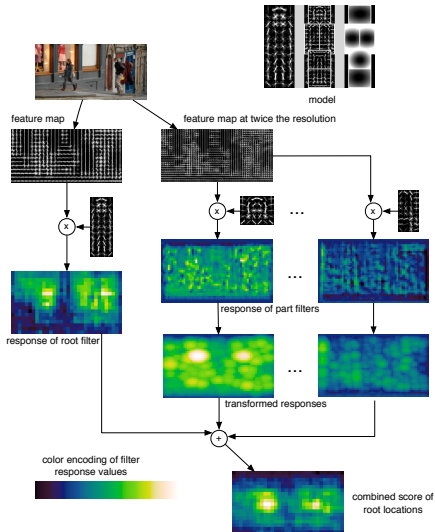 model
feature map
feature map at twice the resolution
x
x
...
x
response of part filters
...
response of root filter
...
transformed responses
+
color encoding of filter
response values
combined score of
root locations